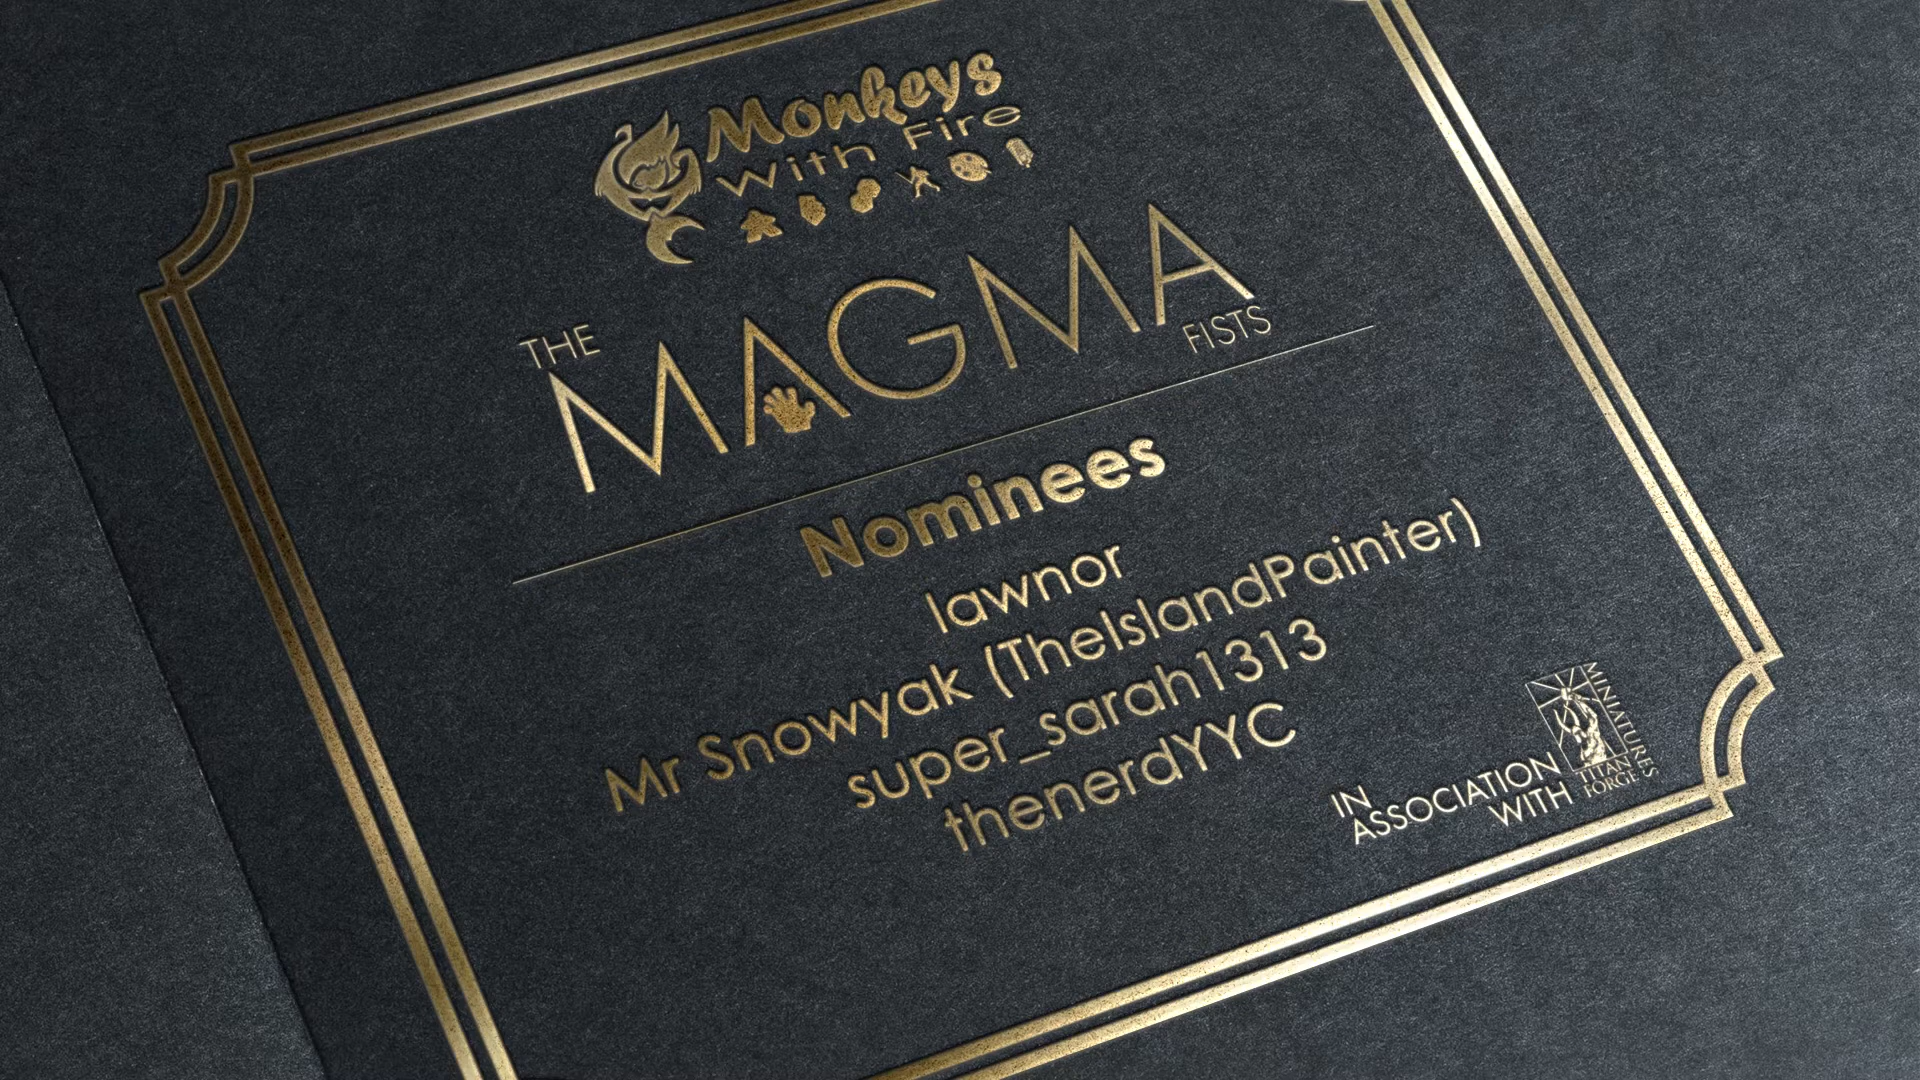 Monkeys
With Fire
THE
MAGMA
FISTS
Nominees
lawnor
Mr Snowyak (TheIslandPainter)
super_sarah1313
thenerdYYC
IN
ASSOCIATION
WITH
TITAN
FORGE
MINIATURES